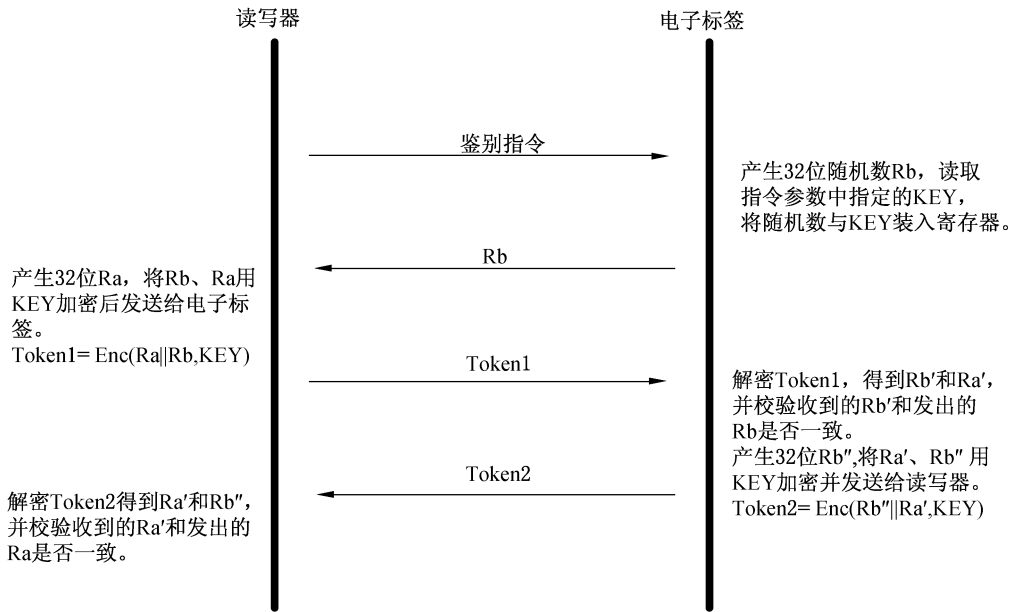 读写器
电子标签
鉴别指令
产生32位随机数Rb，读取
指令参数中指定的KEY，
将随机数与KEY装入寄存器。
Rb
产生32位Ra，将Rb、Ra用
KEY加密后发送给电子标
签。
Token1= Enc(Ra||Rb,KEY)
Token1
解密Token1，得到Rb′和Ra′，
并校验收到的Rb′和发出的
Rb是否一致。
产生32位Rb″,将Ra′、Rb″ 用
KEY加密并发送给读写器。
Token2= Enc(Rb″||Ra′,KEY)
Token2
解密Token2得到Ra′和Rb″，
并校验收到的Ra′和发出的
Ra是否一致。